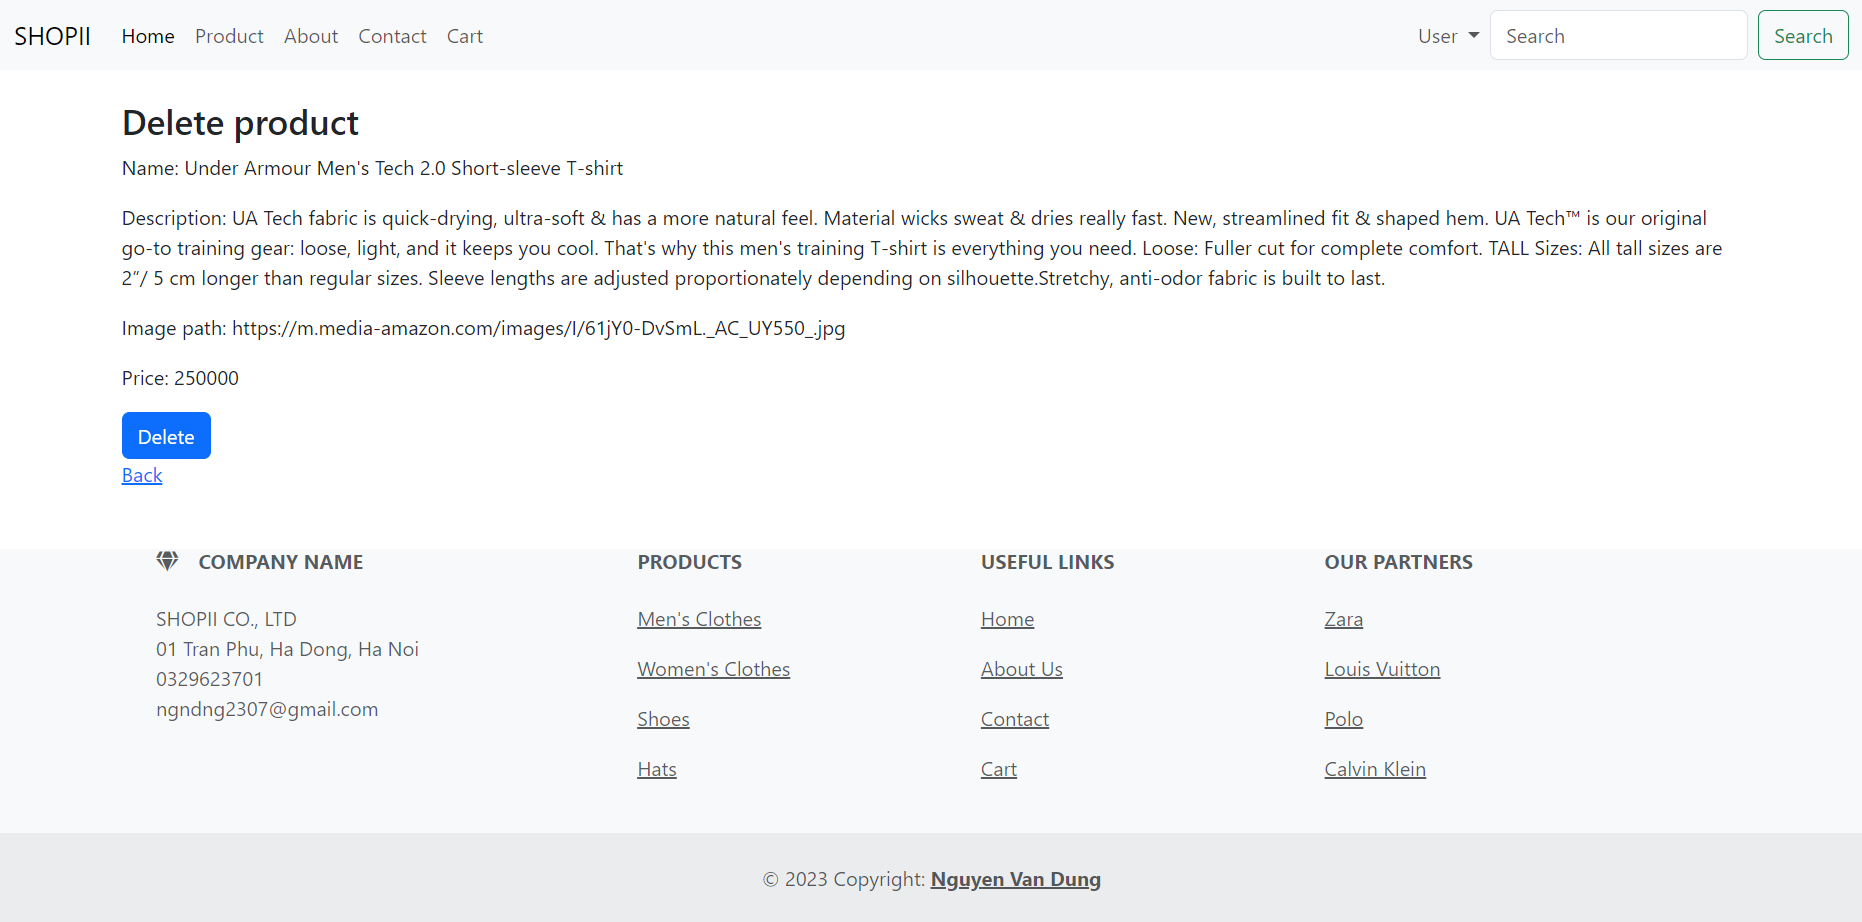 SHOPII Home Product About Contact Cart User Search Search
Delete product
Name: Under Armour Men's Tech 2.0 Short-sleeve T-shirt
Description: UA Tech fabric is quick-drying, ultra-soft & has a more natural feel. Material wicks sweat & dries really fast. New, streamlined fit & shaped hem. UA Tech™ is our original
go-to training gear: loose, light, and it keeps you cool. That's why this men's training T-shirt is everything you need. Loose: Fuller cut for complete comfort. TALL Sizes: All tall sizes are
2”/ 5 cm longer than regular sizes. Sleeve lengths are adjusted proportionately depending on silhouette.Stretchy, anti-odor fabric is built to last.
Image path: https://m.media-amazon.com/images/I/61jY0-DvSmL._AC_UY550_.jpg
Price: 250000
Delete
Back
COMPANY NAME
SHOPII CO., LTD
01 Tran Phu, Ha Dong, Ha Noi
0329623701
ngndng2307@gmail.com
PRODUCTS
Men's Clothes
Women's Clothes
Shoes
Hats
USEFUL LINKS
Home
About Us
Contact
Cart
OUR PARTNERS
Zara
Louis Vuitton
Polo
Calvin Klein
© 2023 Copyright: Nguyen Van Dung